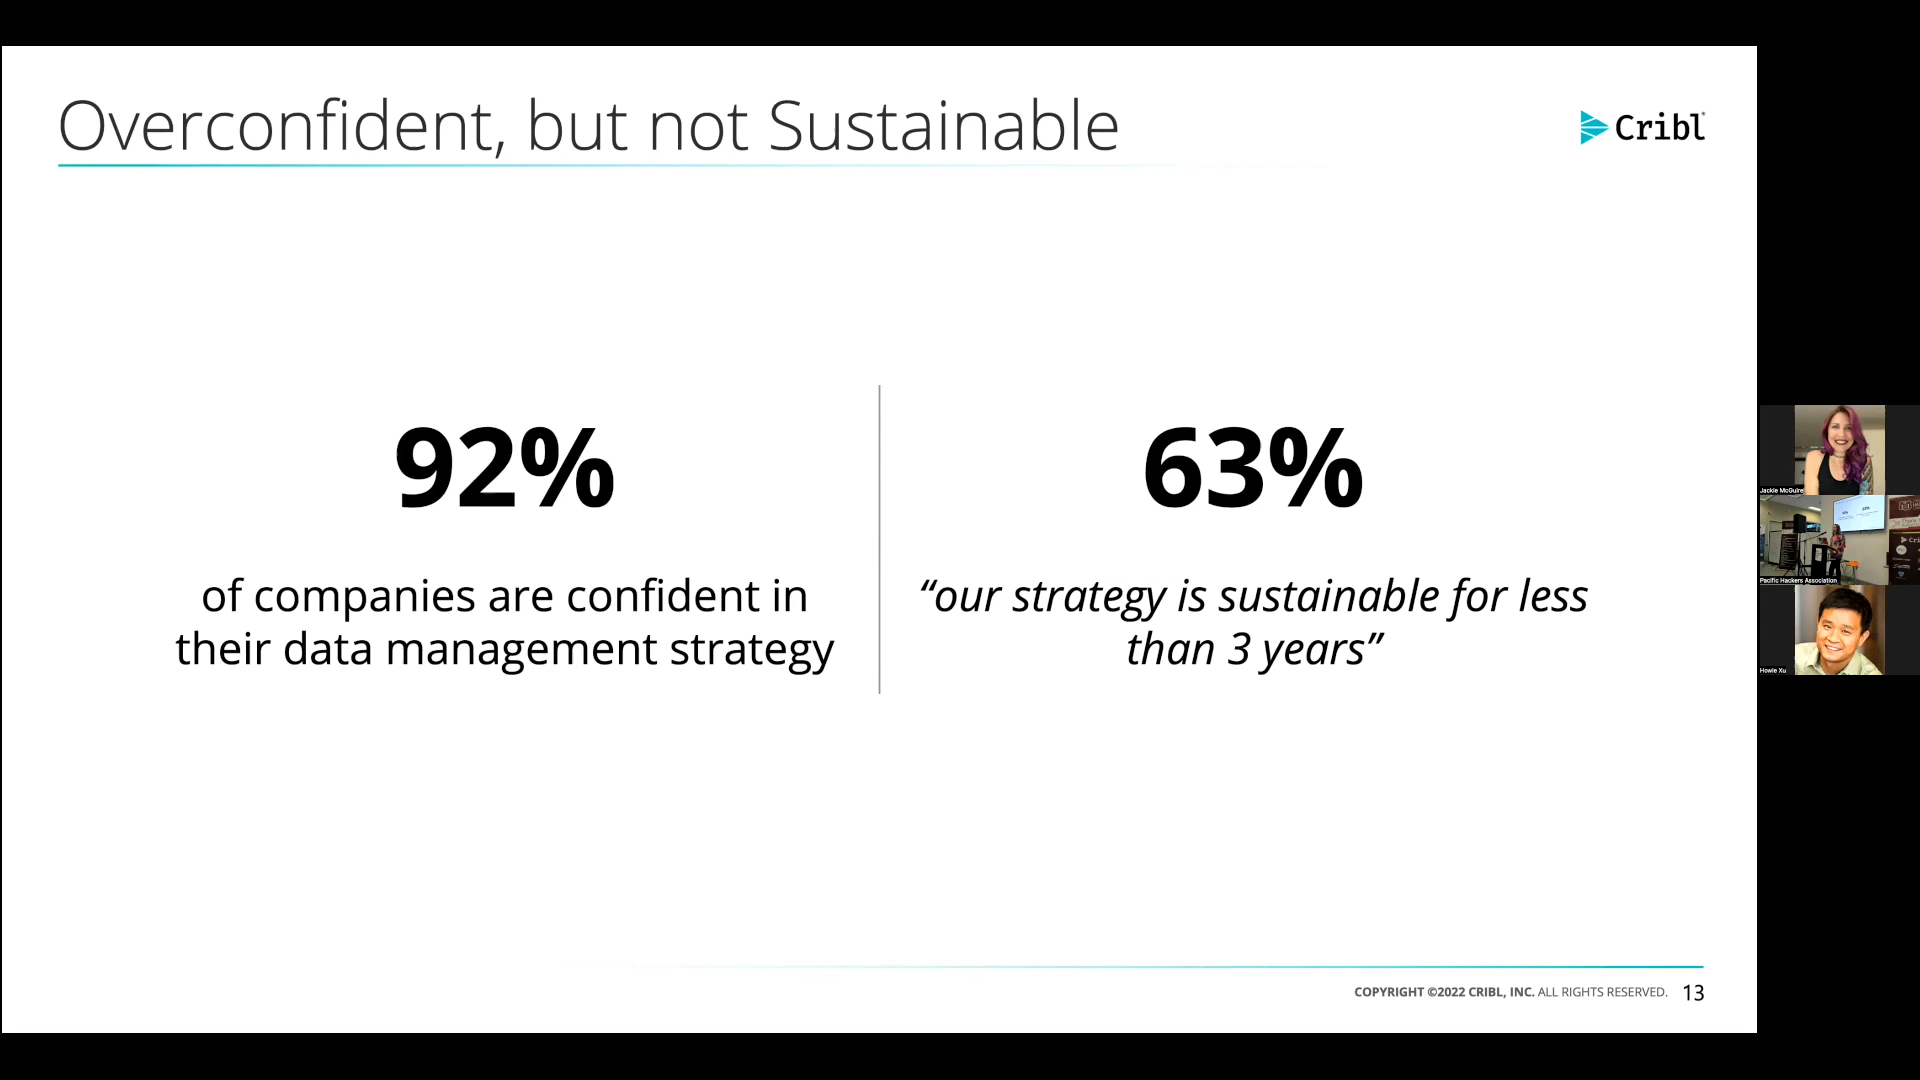 Overconfident, but not Sustainable
Cribl
92%
of companies are confident in
their data management strategy
63%
“our strategy is sustainable for less
than 3 years”
COPYRIGHT ©2022 CRIBL, INC. ALL RIGHTS RESERVED. 13
Jackie McGuire
Pacific Hackers Association
Howie Xu